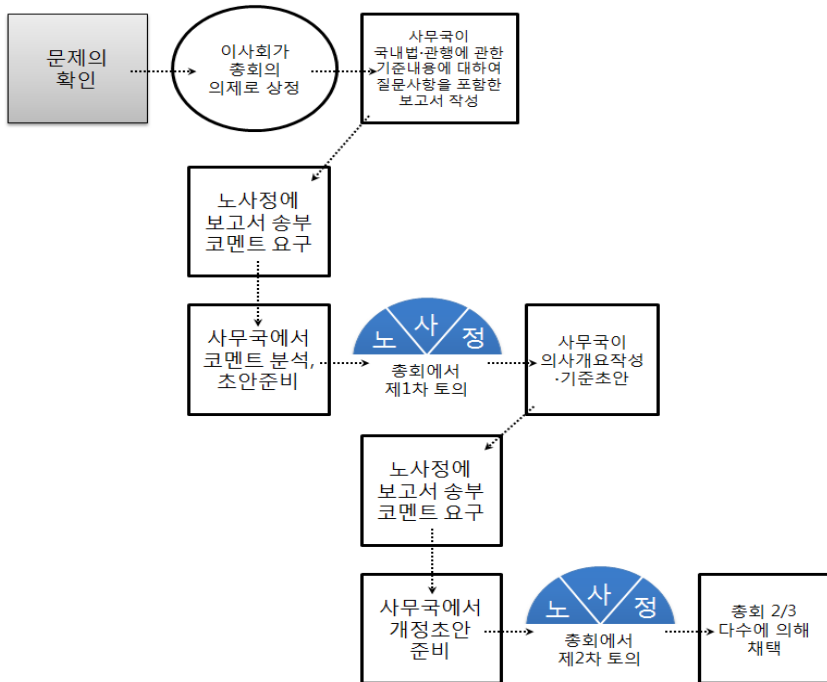 문제의
확인
이사회가
총회의
의제로 상정
사무국이
국내법·관행에 관한
기준내용에 대하여
질문사항을 포함한
보고서 작성
노사정에
보고서 송부
코멘트 요구
사무국에서
코멘트 분석,
초안준비
노 사 정
총회에서
제1차 토의
사무국이
의사개요작성
·기준초안
노사정에
보고서 송부
코멘트 요구
사무국에서
개정초안
준비
노 사 정
총회에서
제2차 토의
총회 2/3
다수에 의해
채택